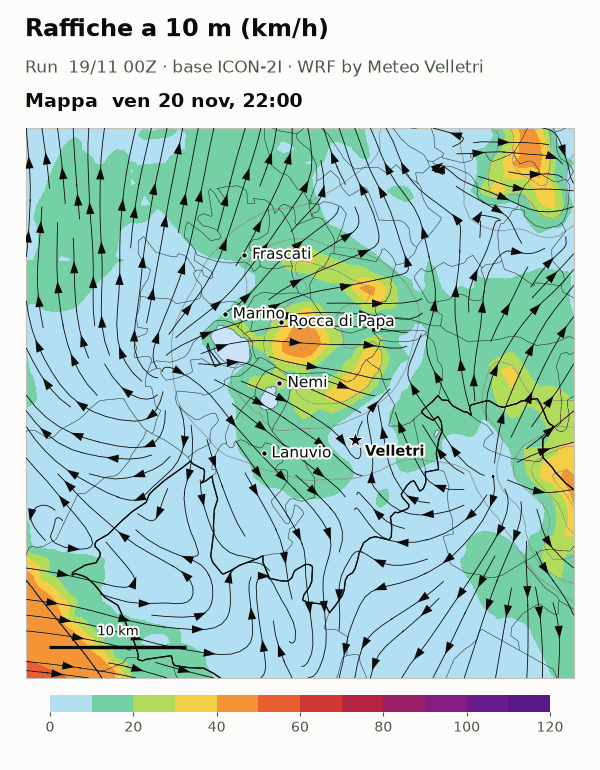 Raffiche a 10 m (km/h)
Run  19/11 00Z · base ICON-2I · WRF by Meteo Velletri
Mappa  ven 20 nov, 22:00
Frascati
Marino
Rocca di Papa
Nemi
Velletri
Lanuvio
10 km
0 20 40 60 80 100 120